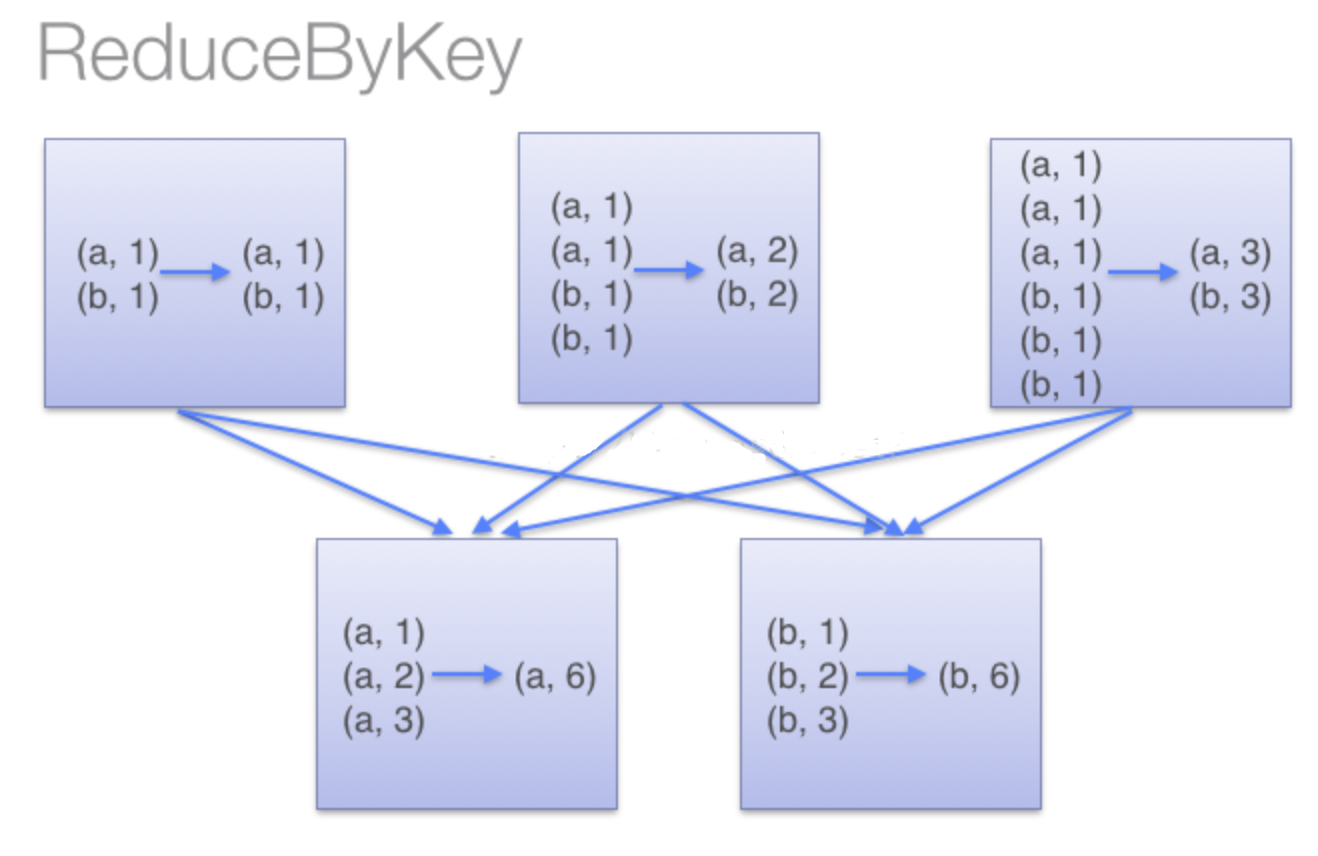 ReduceByKey
(a, 1)
(b, 1)
(a, 1)
(b, 1)
(a, 1)
(a, 1)
(b, 1)
(b, 1)
(a, 2)
(b, 2)
(a, 1)
(a, 1)
(a, 1)
(b, 1)
(b, 1)
(b, 1)
(a, 3)
(b, 3)
(a, 1)
(a, 2)
(a, 3)
(a, 6)
(b, 1)
(b, 2)
(b, 3)
(b, 6)